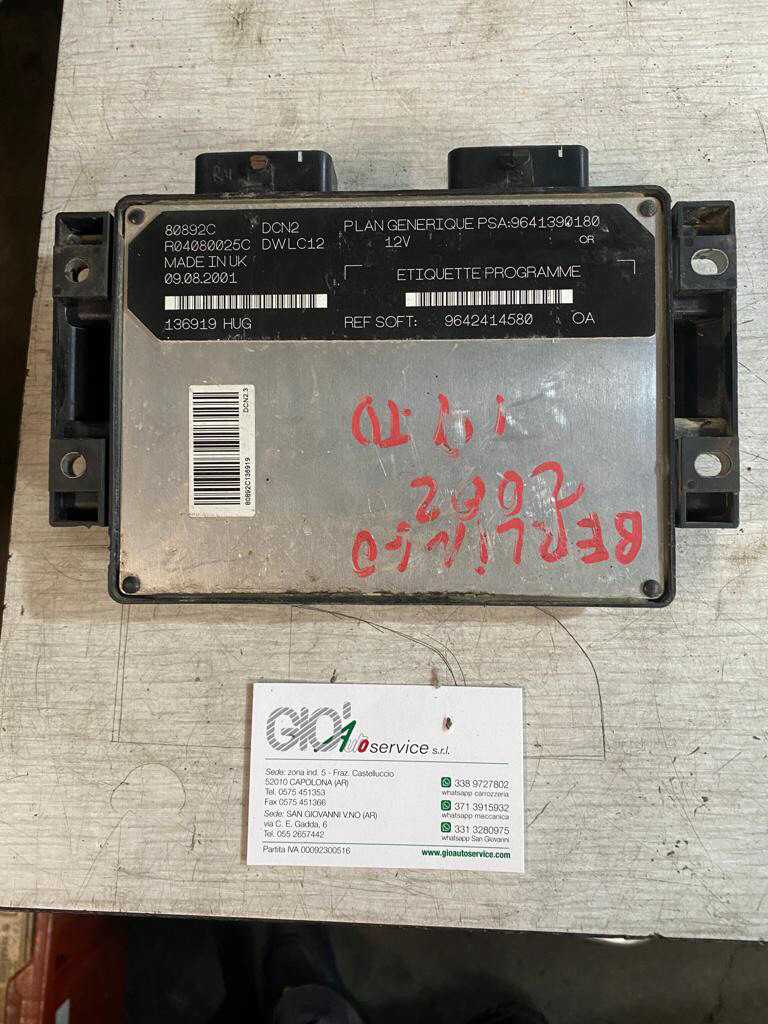 RH
80892C DCN2 PLAN GENERIQUE PSA:9641390180
R04080025C DWLC12 12V OR
MADE IN UK
09.08.2001 ETIQUETTE PROGRAMME
136919 HUG REF SOFT: 9642414580 OA
DCN2.3
80892C136919
BERLINGO
2002
1.9 TD
GIO' Autoservice s.r.l.
Sede: zona ind. 5 - Fraz. Castelluccio
52010 CAPOLONA (AR)
Tel. 0575 451353
Fax 0575 451366
Sede: SAN GIOVANNI V.NO (AR)
via C. E. Gadda, 6
Tel. 055 2657442
Partita IVA 00092300516
338 9727802
whatsapp carrozzeria
371 3915932
whatsapp meccanica
331 3280975
whatsapp San Giovanni
www.gioautoservice.com